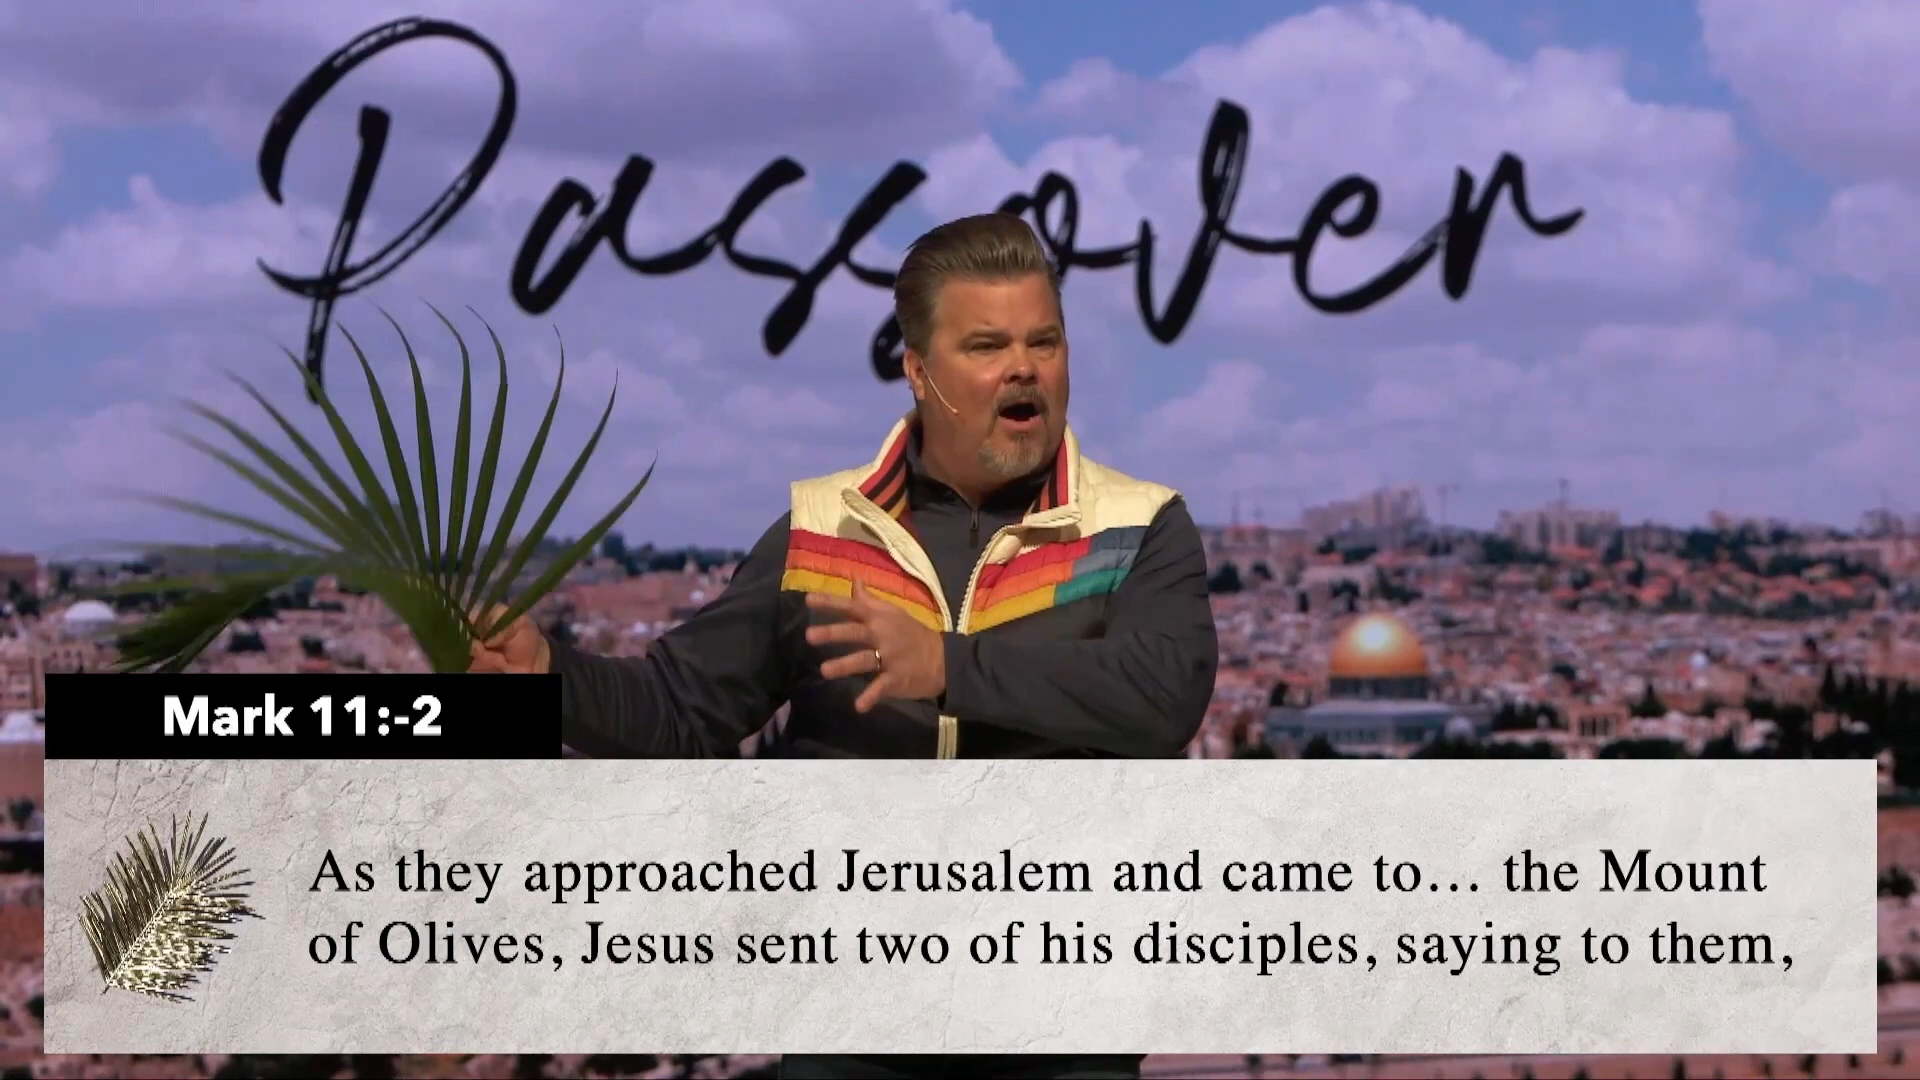 Passover
Mark 11:-2
As they approached Jerusalem and came to... the Mount
of Olives, Jesus sent two of his disciples, saying to them,